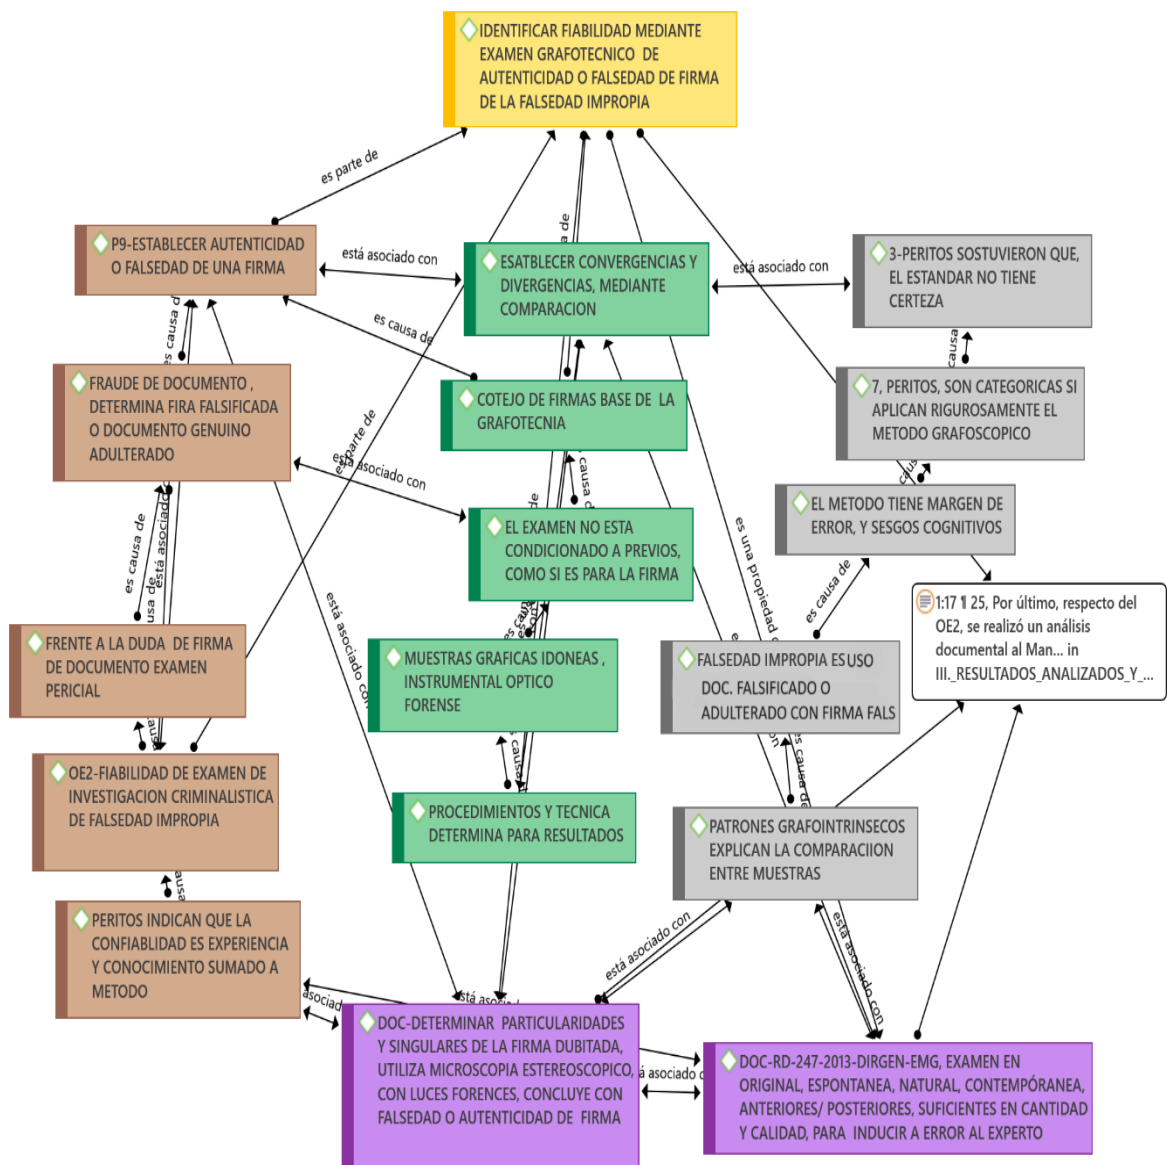 IDENTIFICAR FIABILIDAD MEDIANTE
EXAMEN GRAFOTECNICO DE
AUTENTICIDAD O FALSEDAD DE FIRMA
DE LA FALSEDAD IMPROPIA
es parte de
P9-ESTABLECER AUTENTICIDAD
O FALSEDAD DE UNA FIRMA
está asociado con
ESATBLECER CONVERGENCIAS Y
DIVERGENCIAS, MEDIANTE
COMPARACION
está asociado con
3-PERITOS SOSTUVIERON QUE,
EL ESTANDAR NO TIENE
CERTEZA
es causa de
FRAUDE DE DOCUMENTO ,
DETERMINA FIRA FALSIFICADA
O DOCUMENTO GENUINO
ADULTERADO
COTEJO DE FIRMAS BASE DE LA
GRAFOTECNIA
7, PERITOS, SON CATEGORICAS SI
APLICAN RIGUROSAMENTE EL
METODO GRAFOSCOPICO
es parte de
está asociado con
EL EXAMEN NO ESTA
CONDICIONADO A PREVIOS,
COMO SI ES PARA LA FIRMA
EL METODO TIENE MARGEN DE
ERROR, Y SESGOS COGNITIVOS
es causa de
es una propiedad
es causa de
1:17 ¶ 25, Por último, respecto del
OE2, se realizó un análisis
documental al Man... in
III._RESULTADOS_ANALIZADOS_Y_...
FRENTE A LA DUDA DE FIRMA
DE DOCUMENTO EXAMEN
PERICIAL
está asociado con
MUESTRAS GRAFICAS IDONEAS ,
INSTRUMENTAL OPTICO
FORENSE
FALSEDAD IMPROPIA ES USO
DOC. FALSIFICADO O
ADULTERADO CON FIRMA FALS
OE2-FIABILIDAD DE EXAMEN DE
INVESTIGACION CRIMINALISTICA
DE FALSEDAD IMPROPIA
PROCEDIMIENTOS Y TECNICA
DETERMINA PARA RESULTADOS
es causa de
PATRONES GRAFOINTRINSECOS
EXPLICAN LA COMPARACIION
ENTRE MUESTRAS
PERITOS INDICAN QUE LA
CONFIABLIDAD ES EXPERIENCIA
Y CONOCIMIENTO SUMADO A
METODO
está asociado con
está asociado con
DOC-DETERMINAR PARTICULARIDADES
Y SINGULARES DE LA FIRMA DUBITADA,
UTILIZA MICROSCOPIA ESTEREOSCOPICO,
CON LUCES FORENCES, CONCLUYE CON
FALSEDAD O AUTENTICIDAD DE FIRMA
DOC-RD-247-2013-DIRGEN-EMG, EXAMEN EN
ORIGINAL, ESPONTANEA, NATURAL, CONTEMPÓRANEA,
ANTERIORES/ POSTERIORES, SUFICIENTES EN CANTIDAD
Y CALIDAD, PARA INDUCIR A ERROR AL EXPERTO